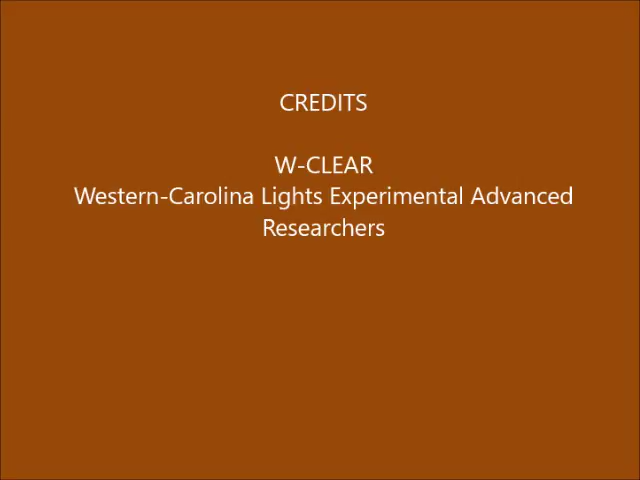 CREDITS
W-CLEAR
Western-Carolina Lights Experimental Advanced
Researchers